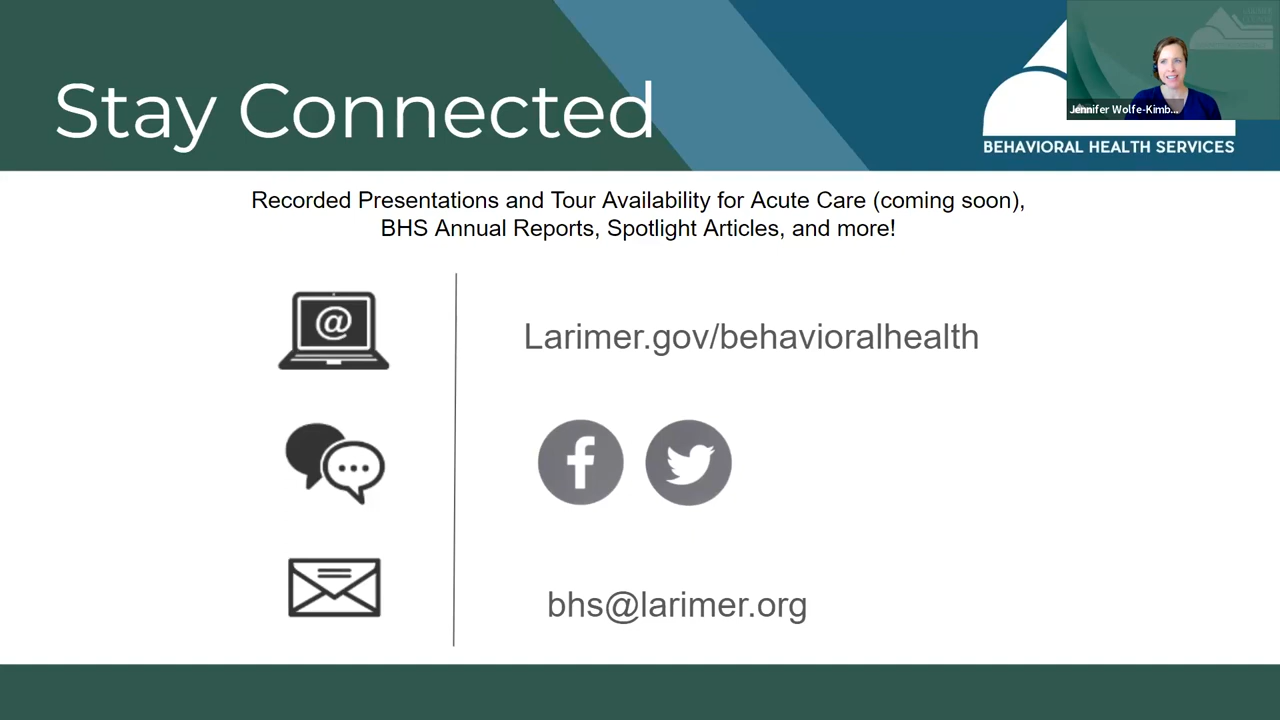 Stay Connected
Jennifer Wolfe-Kimb...
BEHAVIORAL HEALTH SERVICES
Recorded Presentations and Tour Availability for Acute Care (coming soon),
BHS Annual Reports, Spotlight Articles, and more!
@
Larimer.gov/behavioralhealth
f
bhs@larimer.org